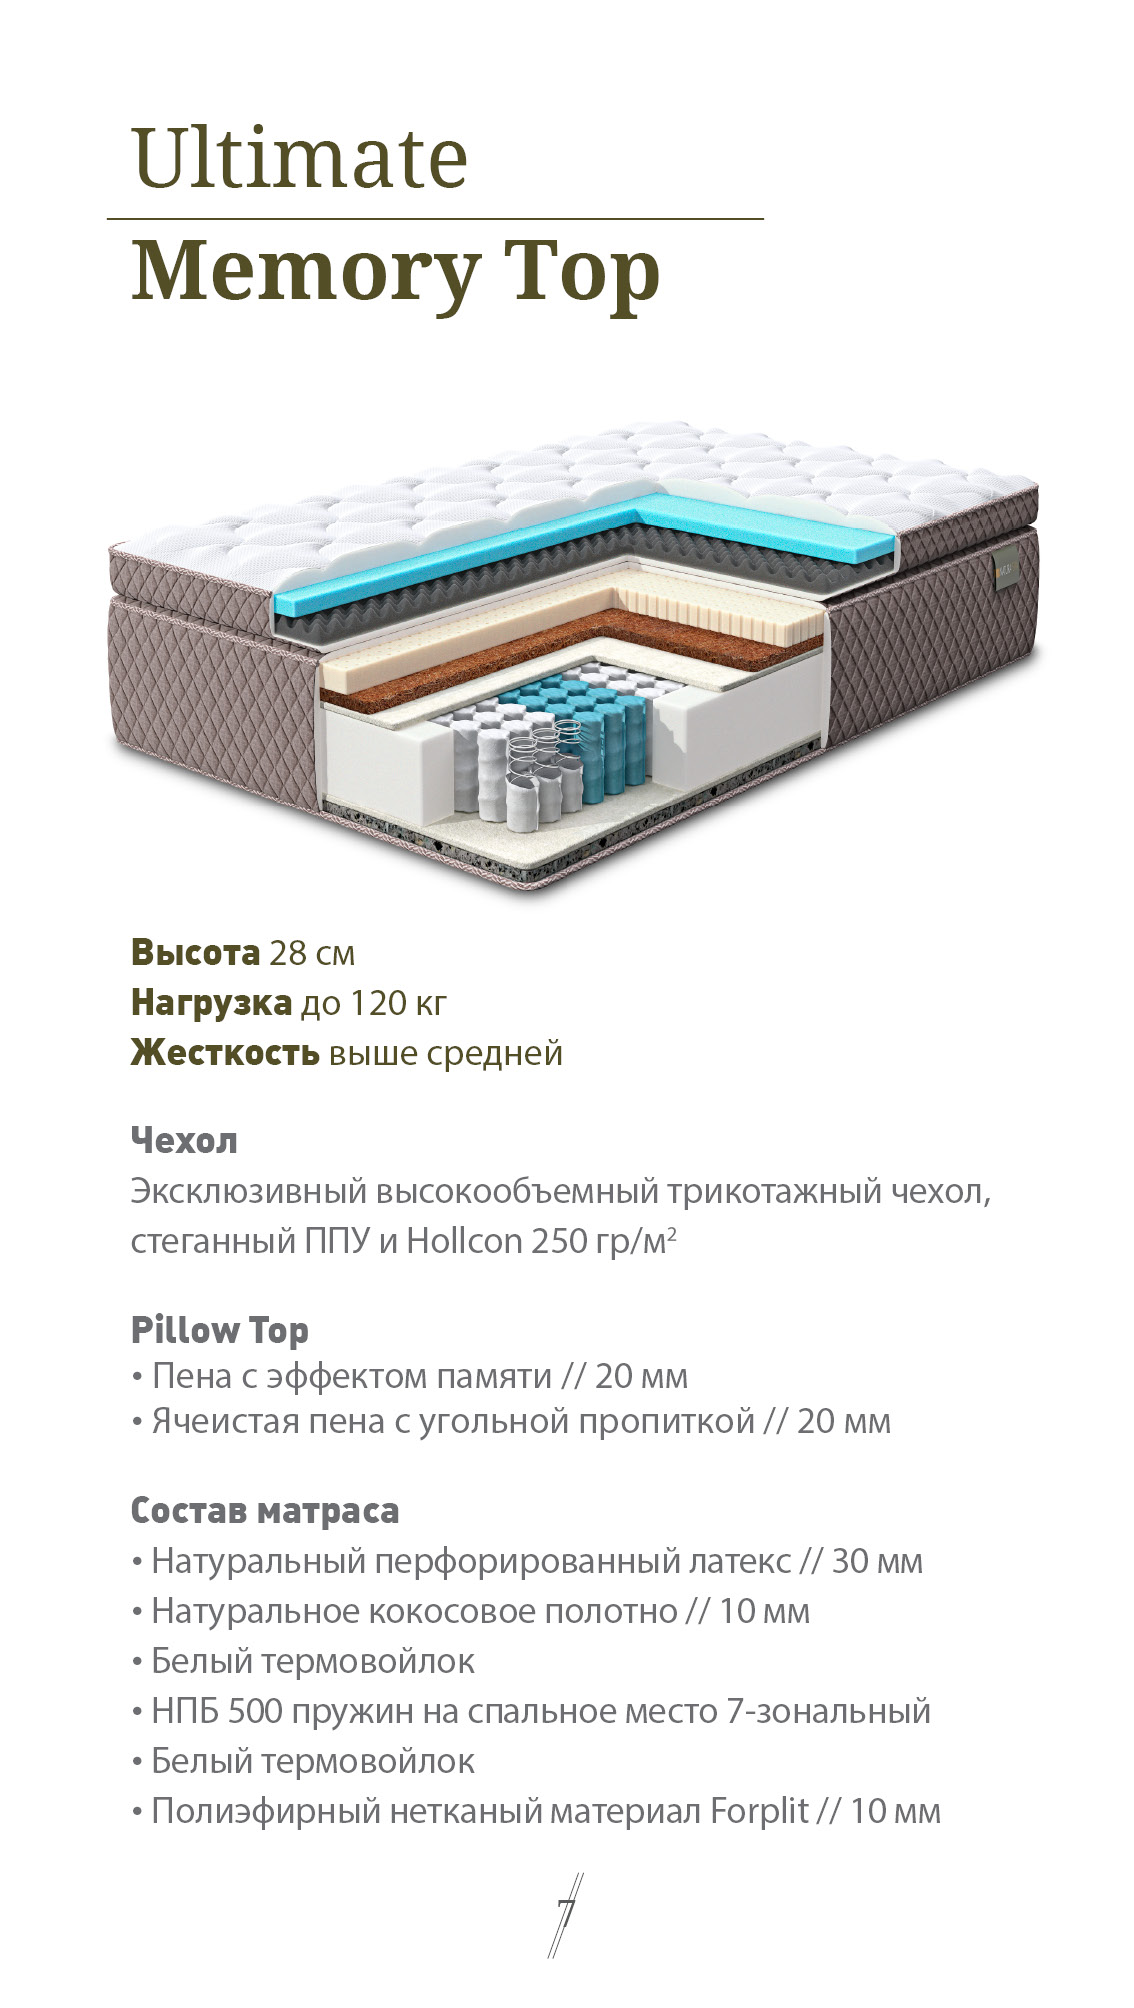 Ultimate
Memory Top
Высота 28 см
Нагрузка до 120 кг
Жесткость выше средней
Чехол
Эксклюзивный высокообъемный трикотажный чехол,
стеганный ППУ и Hollcon 250 гр/м²
Pillow Top
• Пена с эффектом памяти // 20 мм
• Ячеистая пена с угольной пропиткой // 20 мм
Состав матраса
• Натуральный перфорированный латекс // 30 мм
• Натуральное кокосовое полотно // 10 мм
• Белый термовойлок
• НПБ 500 пружин на спальное место 7-зональный
• Белый термовойлок
• Полиэфирный нетканый материал Forplit // 10 мм
7